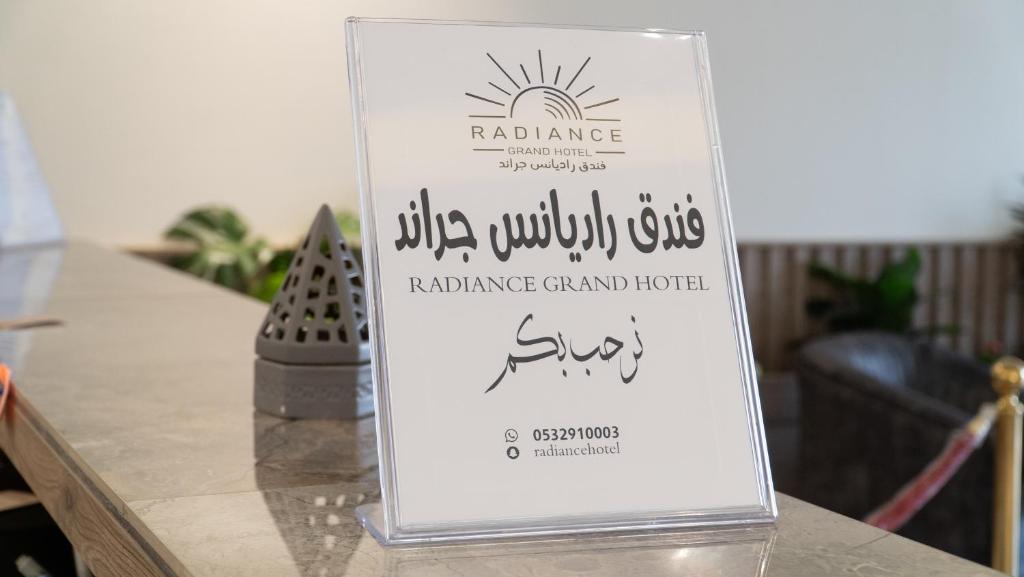 RADIANCE
GRAND HOTEL
فندق راديانس جراند
فندق راديانس جراند
RADIANCE GRAND HOTEL
نرحب بكم
0532910003
radiancehotel